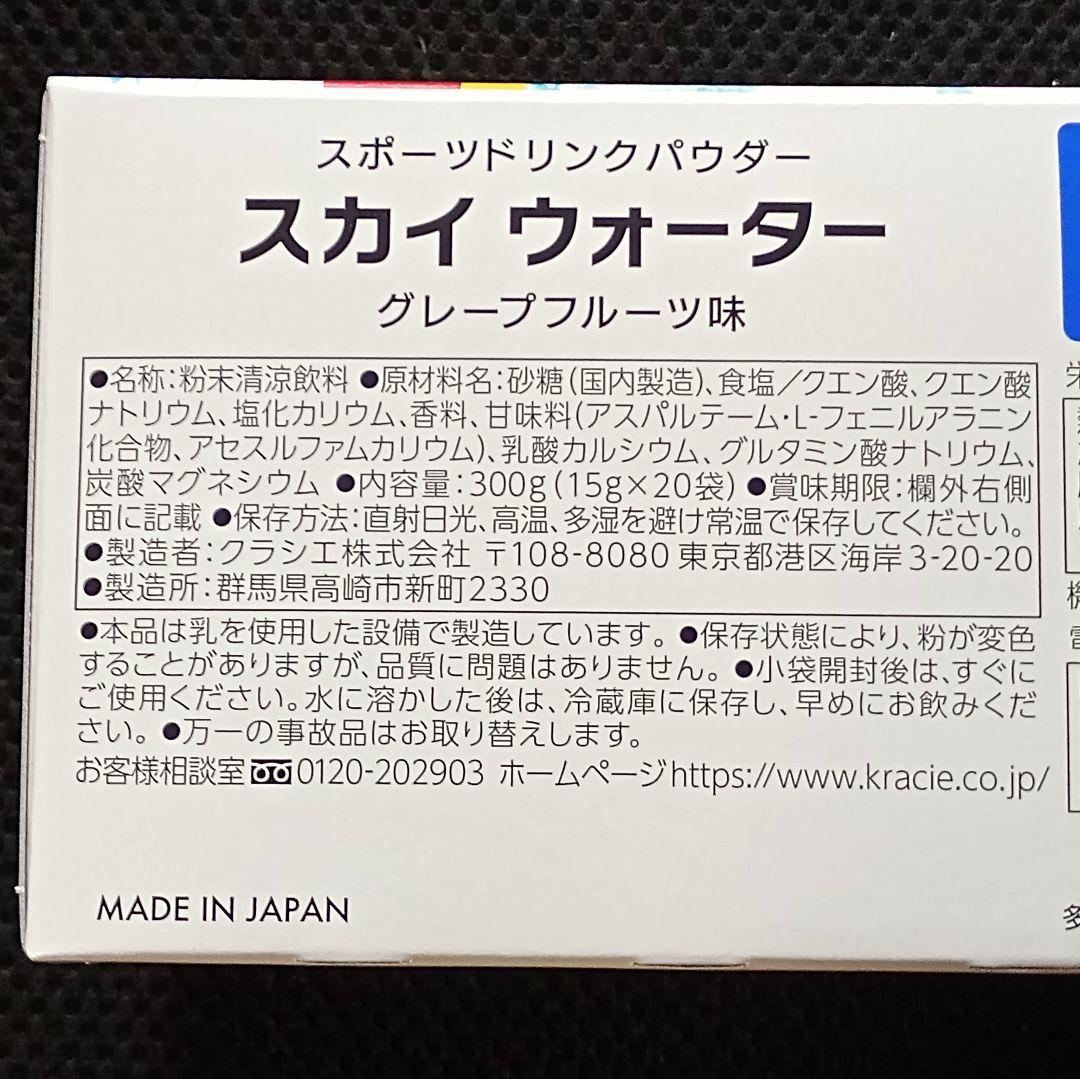 スポーツドリンクパウダー
スカイ ウォーター
グレープフルーツ味
●名称：粉末清涼飲料 ●原材料名：砂糖（国内製造）、食塩／クエン酸、クエン酸
ナトリウム、塩化カリウム、香料、甘味料（アスパルテーム・L-フェニルアラニン
化合物、アセスルファムカリウム）、乳酸カルシウム、グルタミン酸ナトリウム、
炭酸マグネシウム ●内容量：300g（15g×20袋） ●賞味期限：欄外右側
面に記載 ●保存方法：直射日光、高温、多湿を避け常温で保存してください。
●製造者：クラシエ株式会社 〒108-8080 東京都港区海岸3-20-20
●製造所：群馬県高崎市新町2330
●本品は乳を使用した設備で製造しています。 ●保存状態により、粉が変色
することがありますが、品質に問題はありません。 ●小袋開封後は、すぐに
ご使用ください。水に溶かした後は、冷蔵庫に保存し、早めにお飲みくだ
さい。 ●万一の事故品はお取り替えします。
お客様相談室 0120-202903 ホームページhttps://www.kracie.co.jp/
MADE IN JAPAN